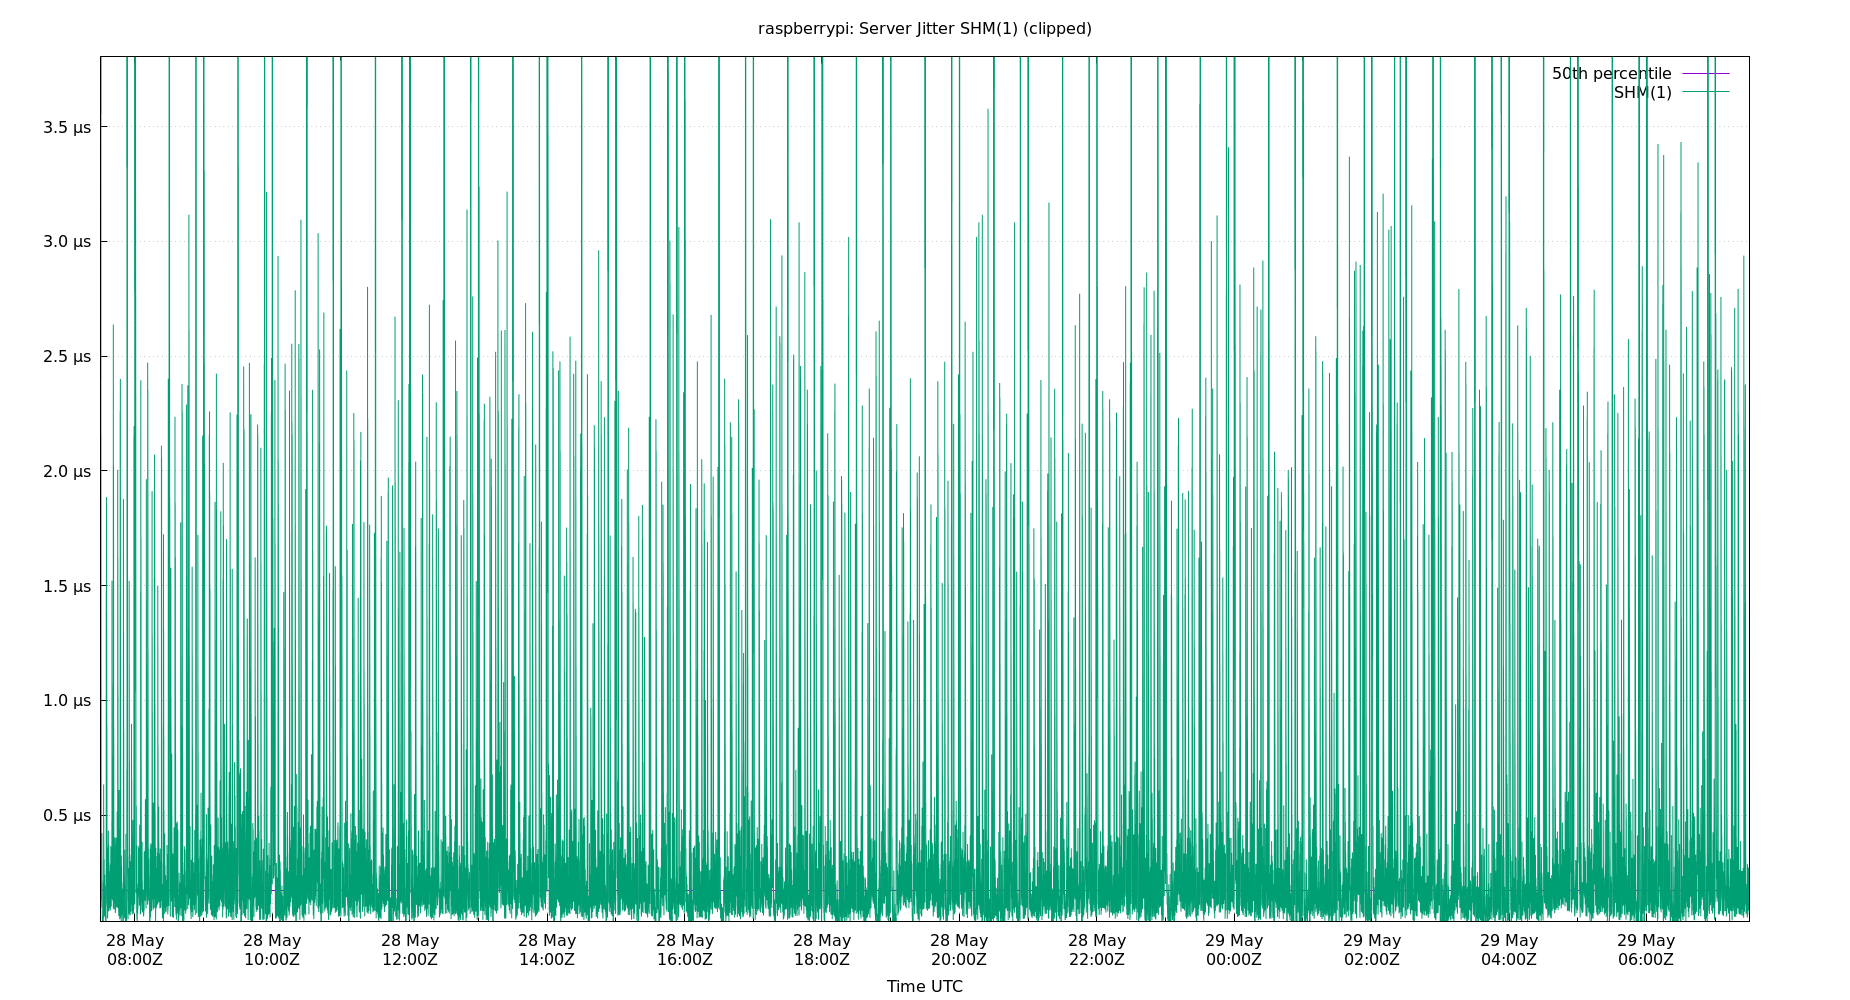 raspberrypi: Server Jitter SHM(1) (clipped)
50th percentile
SHM(1)
3.5 µs
3.0 µs
2.5 µs
2.0 µs
1.5 µs
1.0 µs
0.5 µs
28 May 28 May 28 May 28 May 28 May 28 May 28 May 28 May 29 May 29 May 29 May 29 May
08:00Z 10:00Z 12:00Z 14:00Z 16:00Z 18:00Z 20:00Z 22:00Z 00:00Z 02:00Z 04:00Z 06:00Z
Time UTC